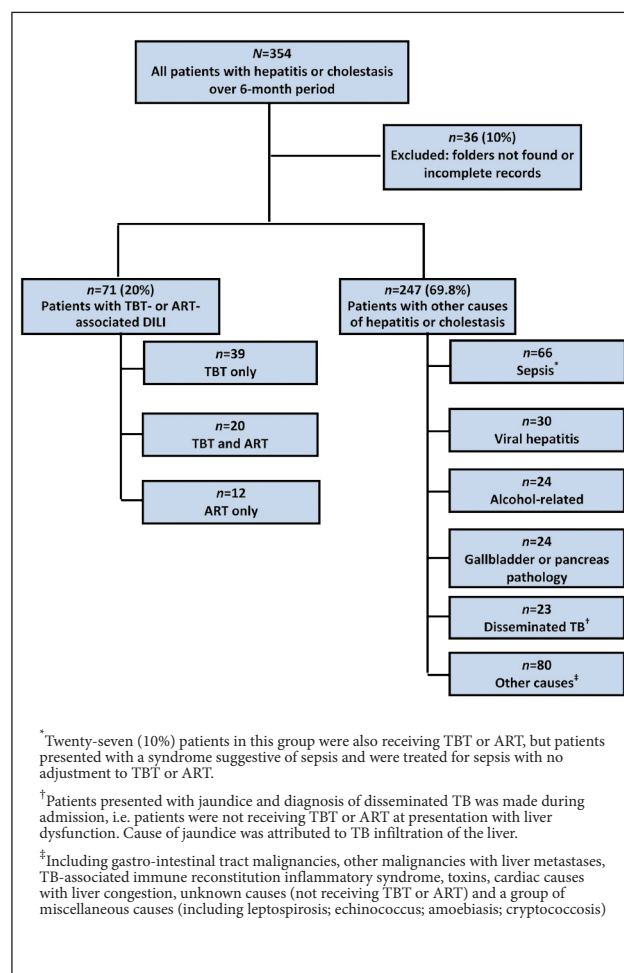 N=354
All patients with hepatitis or cholestasis
over 6-month period
n=36 (10%)
Excluded: folders not found or
incomplete records
n=71 (20%)
Patients with TBT- or ART-
associated DILI
n=39
TBT only
n=20
TBT and ART
n=12
ART only
n=247 (69.8%)
Patients with other causes
of hepatitis or cholestasis
n=66
Sepsis*
n=30
Viral hepatitis
n=24
Alcohol-related
n=24
Gallbladder or pancreas
pathology
n=23
Disseminated TB†
n=80
Other causes‡
*Twenty-seven (10%) patients in this group were also receiving TBT or ART, but patients
presented with a syndrome suggestive of sepsis and were treated for sepsis with no
adjustment to TBT or ART.
†Patients presented with jaundice and diagnosis of disseminated TB was made during
admission, i.e. patients were not receiving TBT or ART at presentation with liver
dysfunction. Cause of jaundice was attributed to TB infiltration of the liver.
‡Including gastro-intestinal tract malignancies, other malignancies with liver metastases,
TB-associated immune reconstitution inflammatory syndrome, toxins, cardiac causes
with liver congestion, unknown causes (not receiving TBT or ART) and a group of
miscellaneous causes (including leptospirosis; echinococcus; amoebiasis; cryptococcosis)